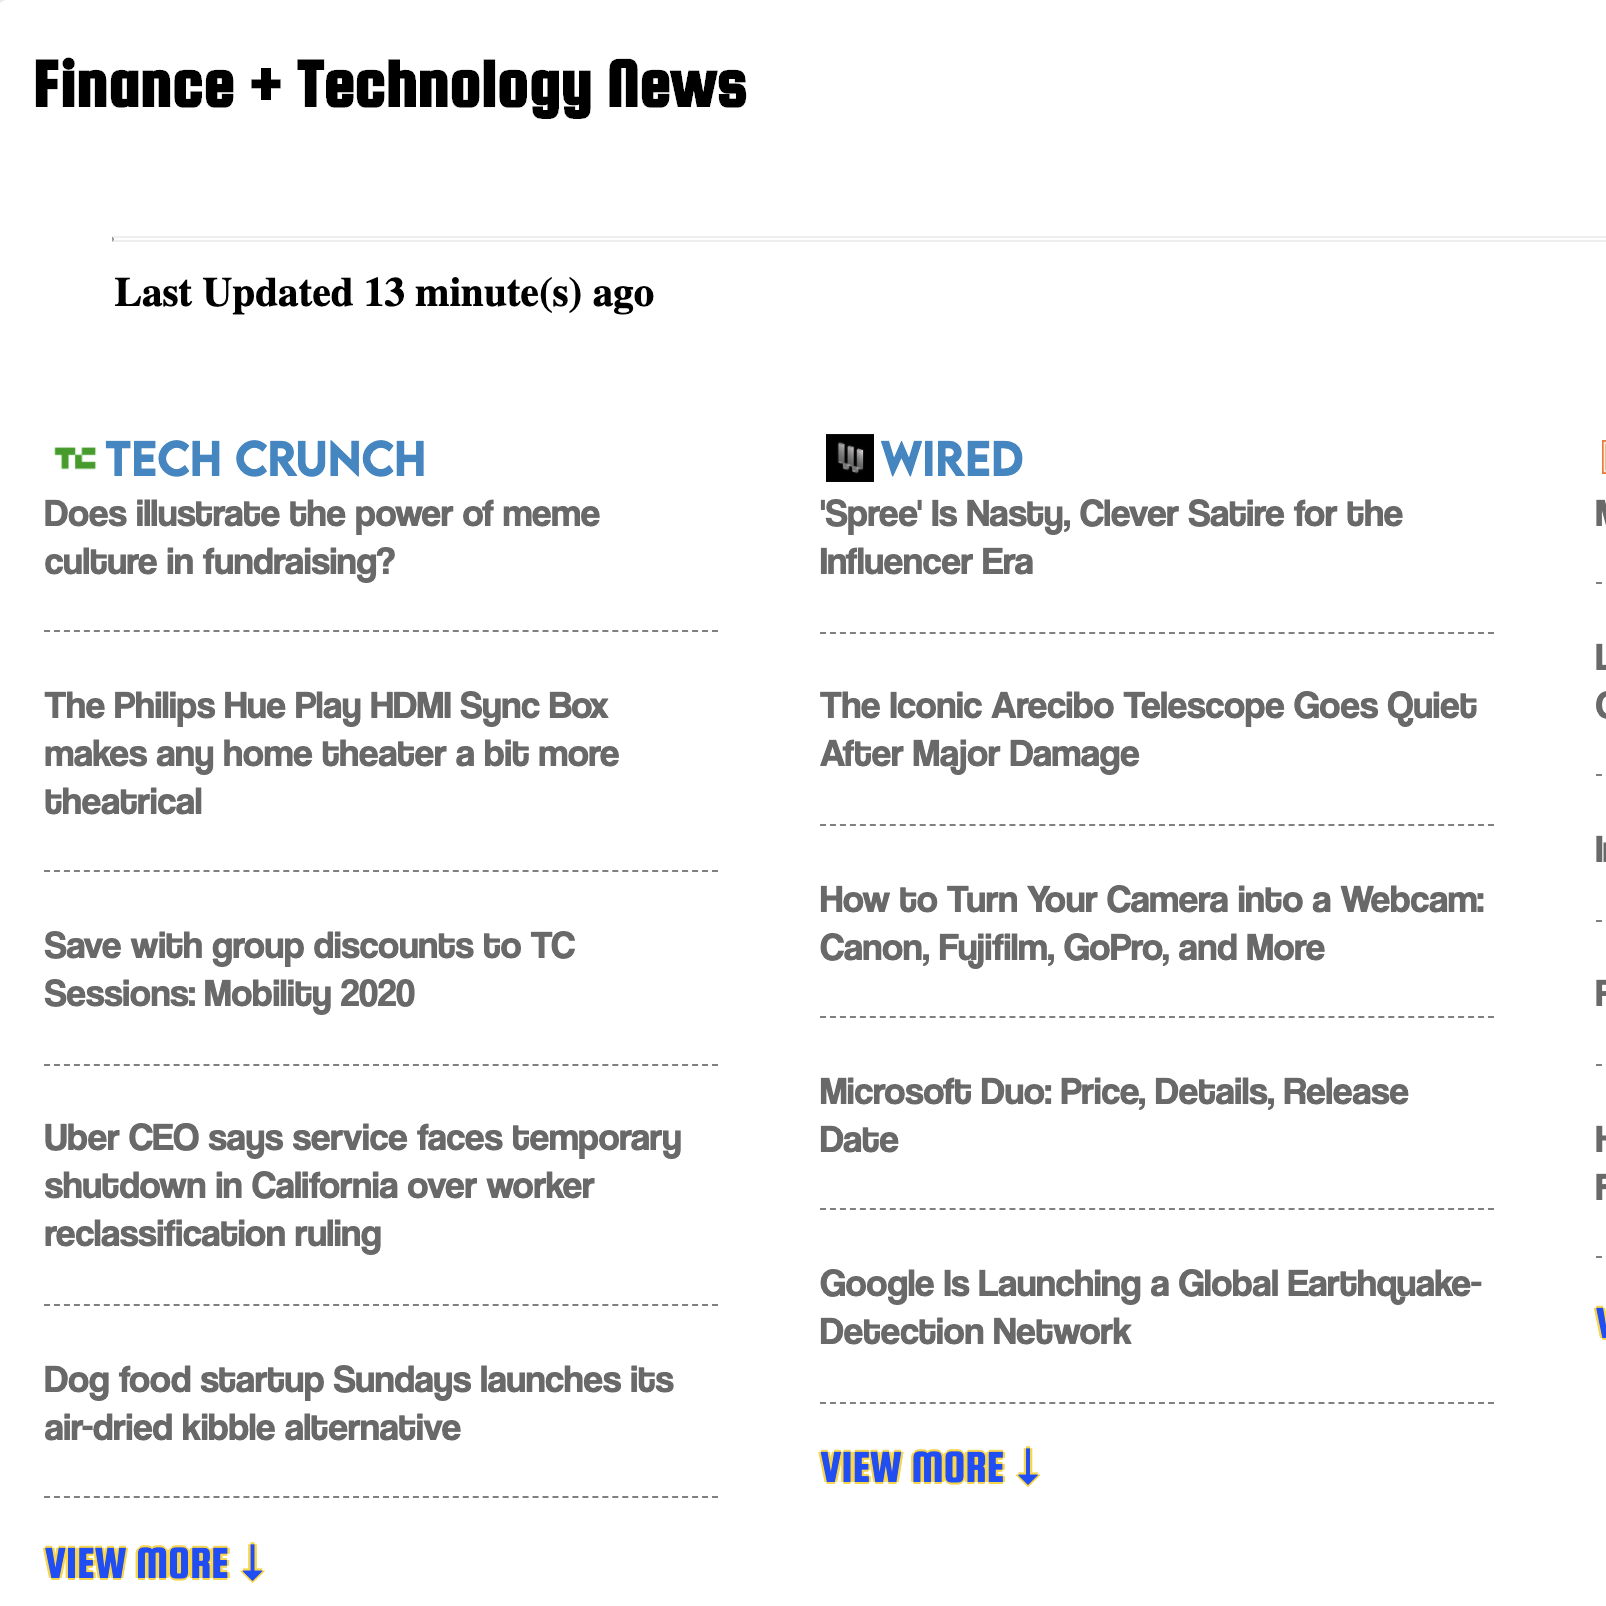 Finance + Technology News
Last Updated 13 minute(s) ago
TC TECH CRUNCH
Does illustrate the power of meme
culture in fundraising?
The Philips Hue Play HDMI Sync Box
makes any home theater a bit more
theatrical
Save with group discounts to TC
Sessions: Mobility 2020
Uber CEO says service faces temporary
shutdown in California over worker
reclassification ruling
Dog food startup Sundays launches its
air-dried kibble alternative
VIEW MORE ↓
W WIRED
'Spree' Is Nasty, Clever Satire for the
Influencer Era
The Iconic Arecibo Telescope Goes Quiet
After Major Damage
How to Turn Your Camera into a Webcam:
Canon, Fujifilm, GoPro, and More
Microsoft Duo: Price, Details, Release
Date
Google Is Launching a Global Earthquake-
Detection Network
VIEW MORE ↓